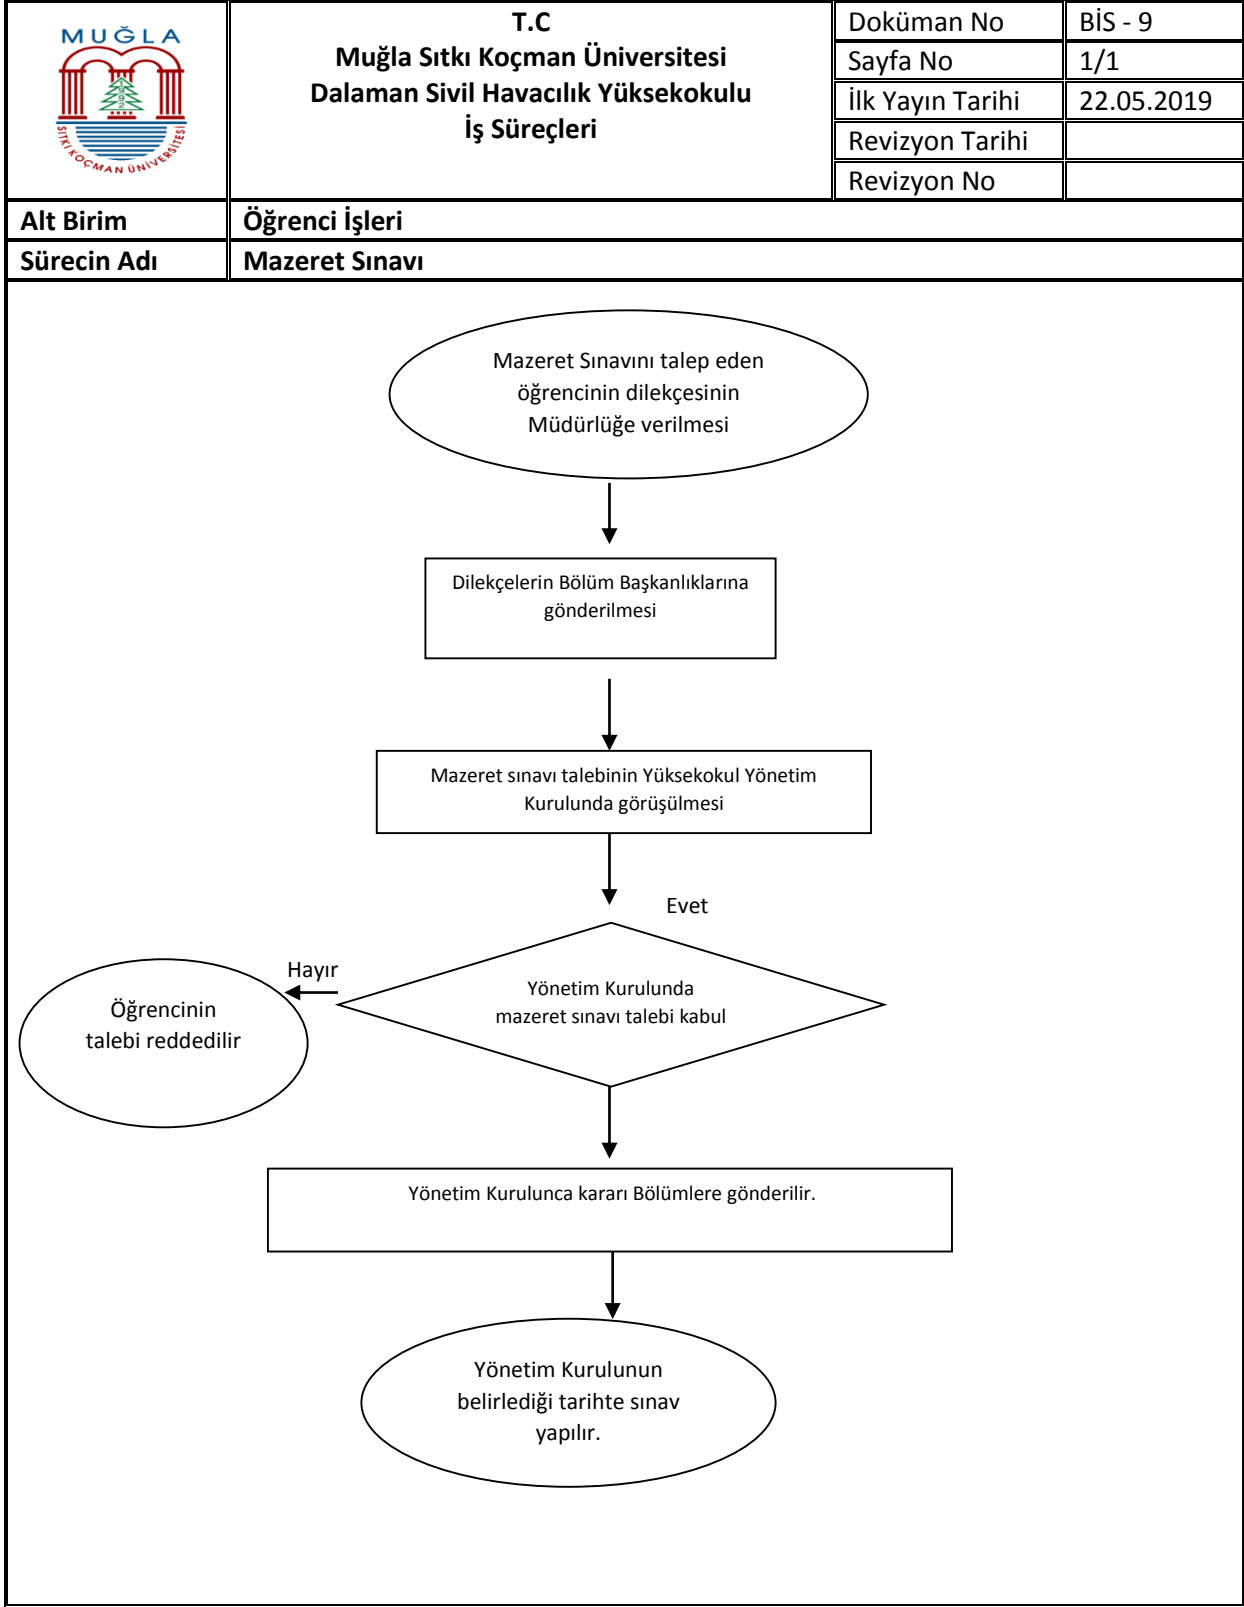 MUĞLA
1992
SITKI KOÇMAN ÜNİVERSİTESİ
T.C
Muğla Sıtkı Koçman Üniversitesi
Dalaman Sivil Havacılık Yüksekokulu
İş Süreçleri
Doküman No BİS - 9
Sayfa No 1/1
İlk Yayın Tarihi 22.05.2019
Revizyon Tarihi
Revizyon No
Alt Birim Öğrenci İşleri
Sürecin Adı Mazeret Sınavı
Mazeret Sınavını talep eden
öğrencinin dilekçesinin
Müdürlüğe verilmesi
Dilekçelerin Bölüm Başkanlıklarına
gönderilmesi
Mazeret sınavı talebinin Yüksekokul Yönetim
Kurulunda görüşülmesi
Evet
Hayır
Yönetim Kurulunda
mazeret sınavı talebi kabul
Öğrencinin
talebi reddedilir
Yönetim Kurulunca kararı Bölümlere gönderilir.
Yönetim Kurulunun
belirlediği tarihte sınav
yapılır.